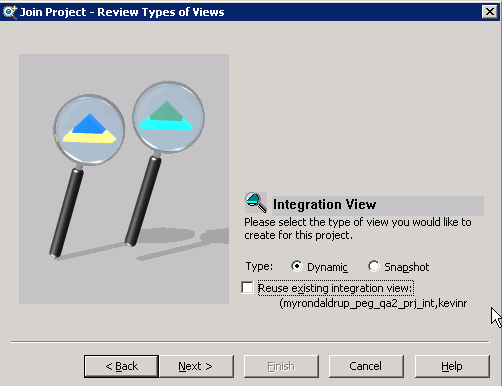 Join Project - Review Types of Views
Integration View
Please select the type of view you would like to
create for this project.
Type: Dynamic Snapshot
Reuse existing integration view:
(myrondaldrup_peg_qa2_prj_int,kevinr
< Back Next > Finish Cancel Help